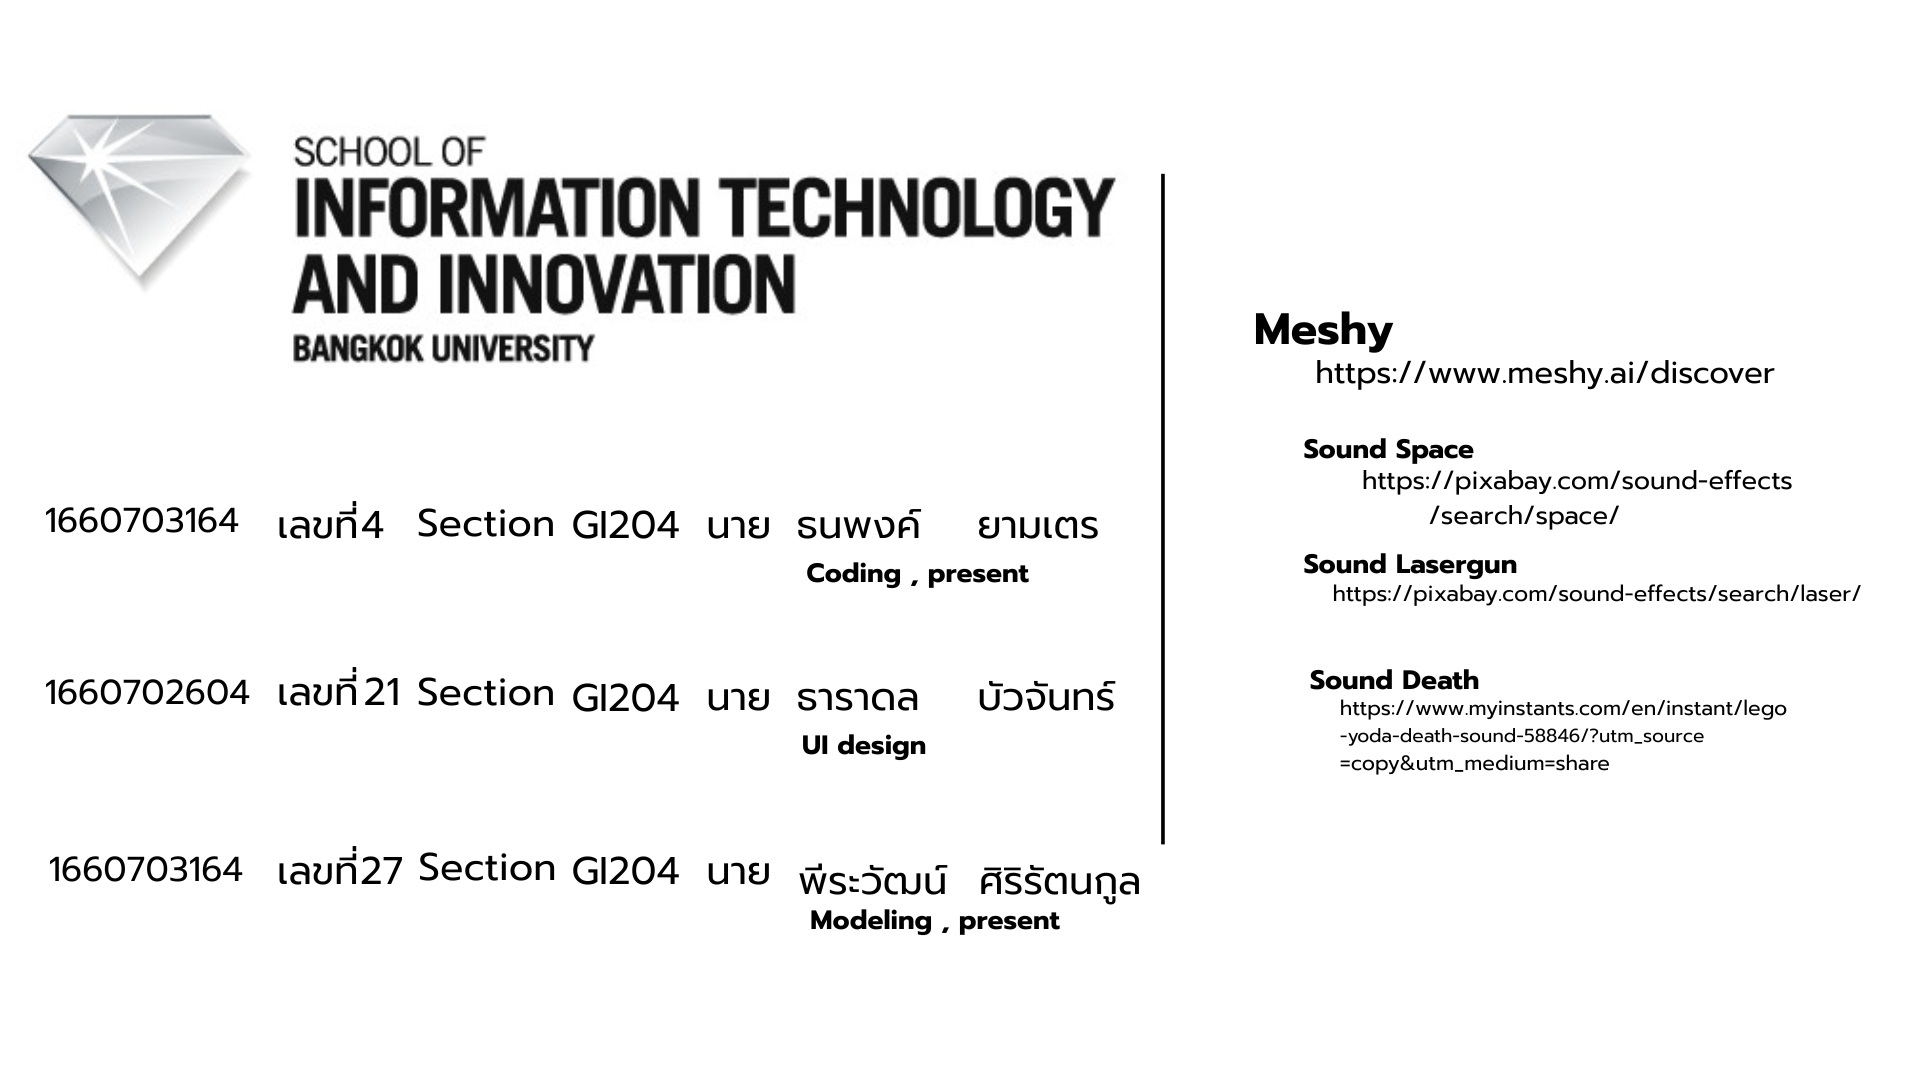 SCHOOL OF
INFORMATION TECHNOLOGY
AND INNOVATION
BANGKOK UNIVERSITY
1660703164 เลขที่4 Section GI204 นาย ธนพงค์ ยามเตร
Coding , present
1660702604 เลขที่21 Section GI204 นาย ธาราดล บัวจันทร์
UI design
1660703164 เลขที่27 Section GI204 นาย พีระวัฒน์ ศิริรัตนกูล
Modeling , present
Meshy
https://www.meshy.ai/discover
Sound Space
https://pixabay.com/sound-effects
/search/space/
Sound Lasergun
https://pixabay.com/sound-effects/search/laser/
Sound Death
https://www.myinstants.com/en/instant/lego
-yoda-death-sound-58846/?utm_source
=copy&utm_medium=share